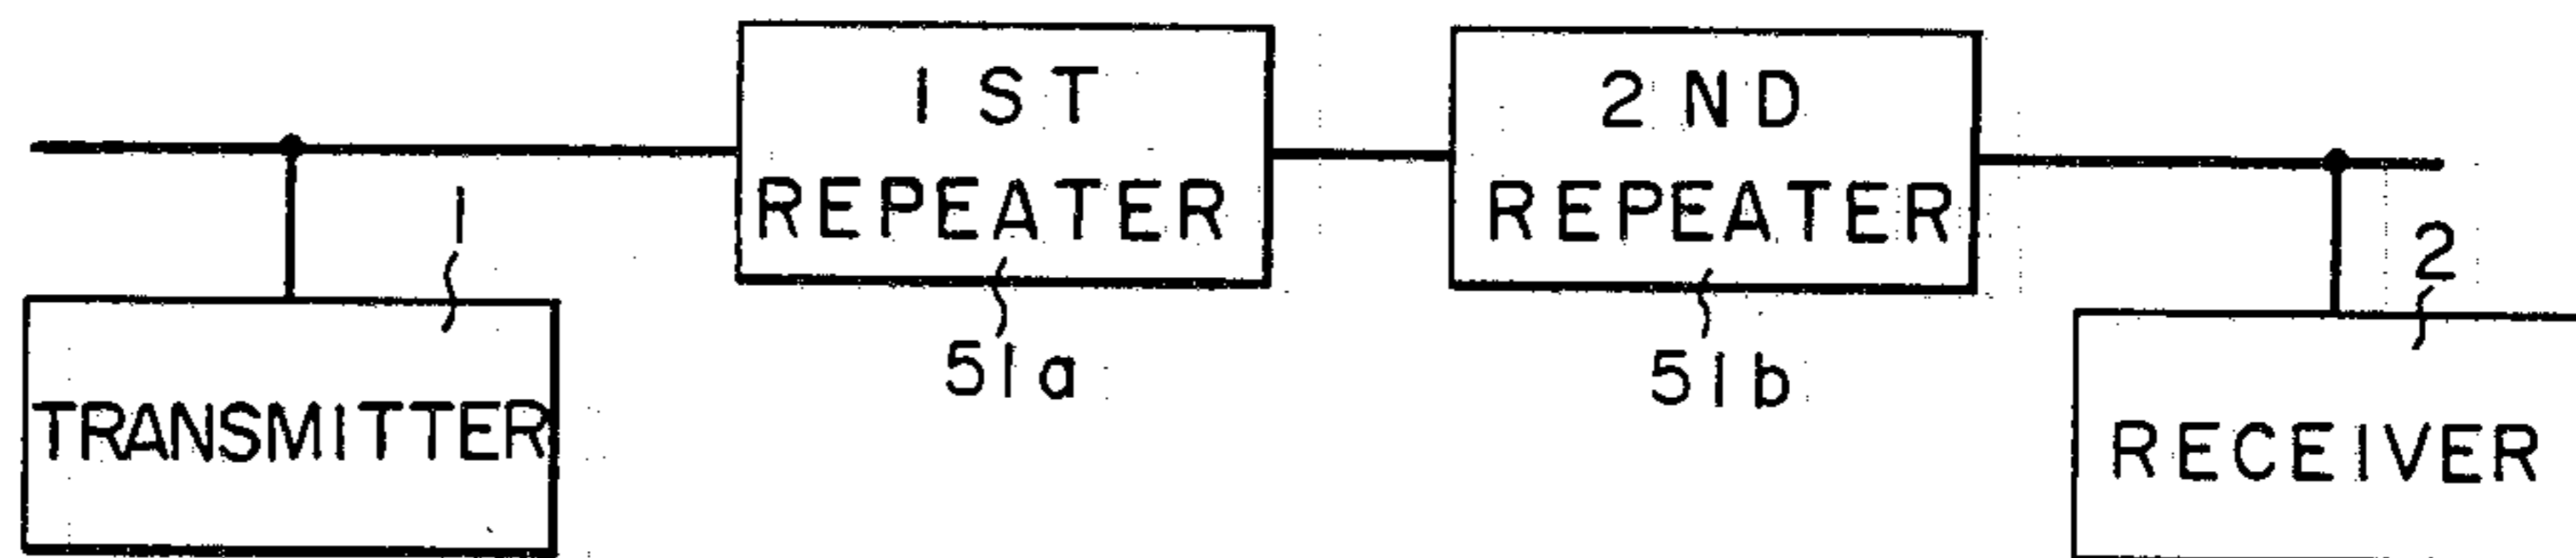 1ST
REPEATER
51a
2ND
REPEATER
51b
1
TRANSMITTER
2
RECEIVER